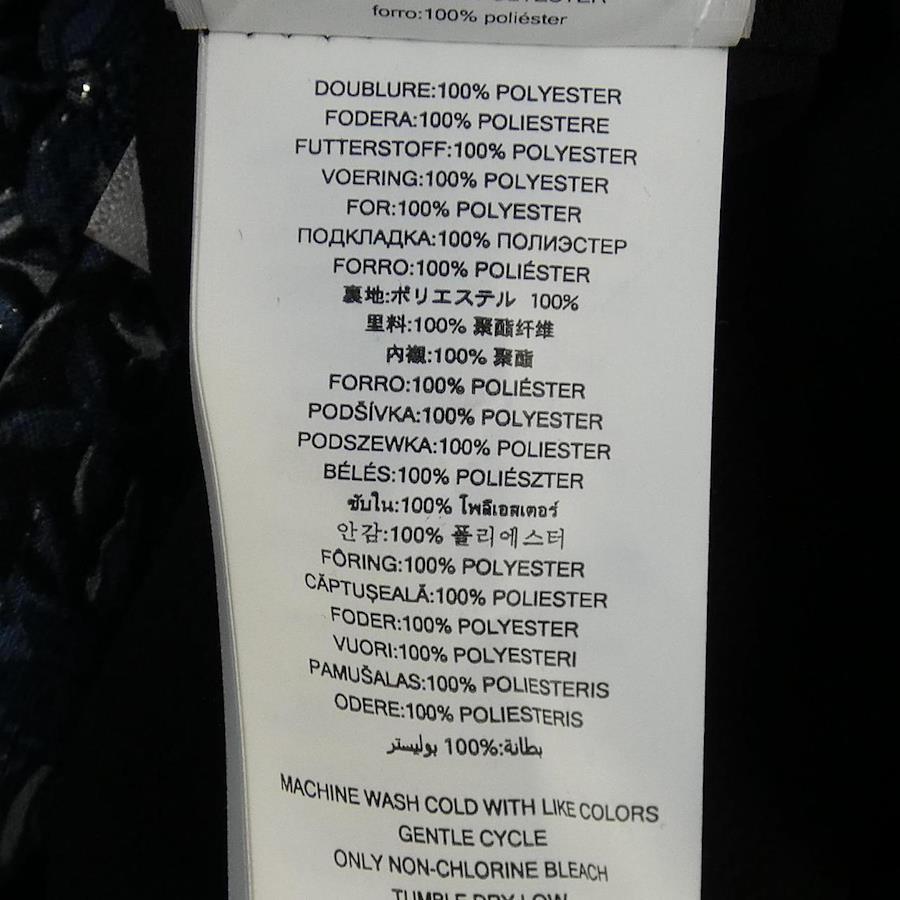 forro:100% poliéster
DOUBLURE:100% POLYESTER
FODERA:100% POLIESTERE
FUTTERSTOFF:100% POLYESTER
VOERING:100% POLYESTER
FOR:100% POLYESTER
ПОДКЛАДКА:100% ПОЛИЭСТЕР
FORRO:100% POLIÉSTER
裏地:ポリエステル 100%
里料:100% 聚酯纤维
內襯:100% 聚酯
FORRO:100% POLIÉSTER
PODŠÍVKA:100% POLYESTER
PODSZEWKA:100% POLIESTER
BÉLÉS:100% POLIÉSZTER
ซับใน:100% โพลีเอสเตอร์
안감:100% 폴리에스터
FÔRING:100% POLYESTER
CĂPTUŞEALĂ:100% POLIESTER
FODER:100% POLYESTER
VUORI:100% POLYESTERI
PAMUŠALAS:100% POLIESTERIS
ODERE:100% POLIESTERIS
بطانة:100% بوليستر
MACHINE WASH COLD WITH LIKE COLORS
GENTLE CYCLE
ONLY NON-CHLORINE BLEACH
TUMBLE DRY LOW